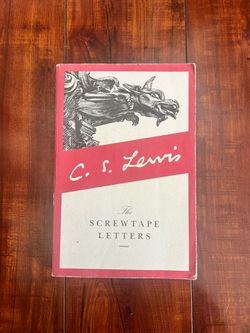 C. S. Lewis
The
SCREWTAPE
LETTERS